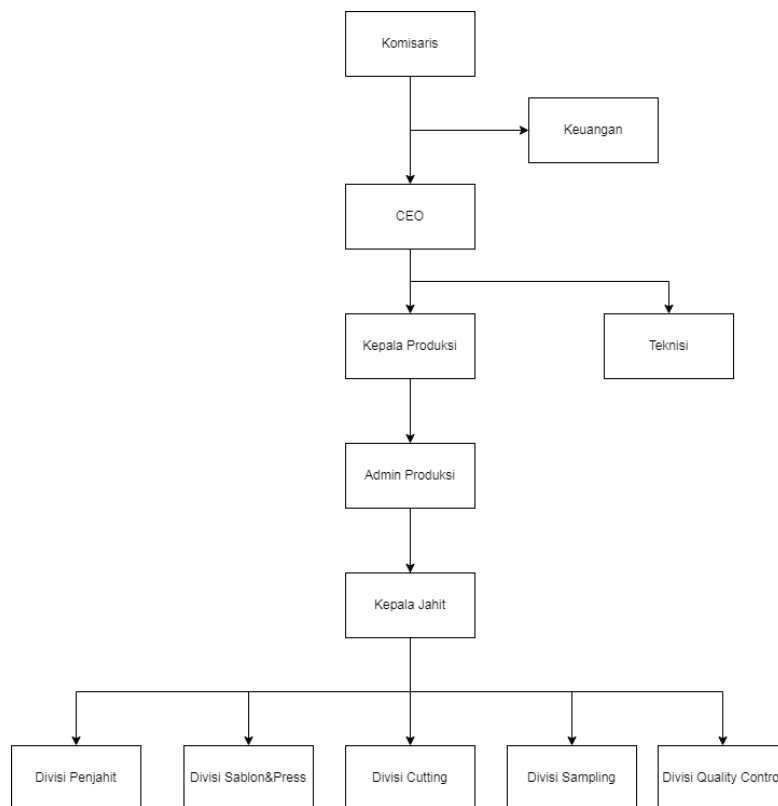 Komisaris
Keuangan
CEO
Kepala Produksi
Teknisi
Admin Produksi
Kepala Jahit
Divisi Penjahit
Divisi Sablon&Press
Divisi Cutting
Divisi Sampling
Divisi Quality Control